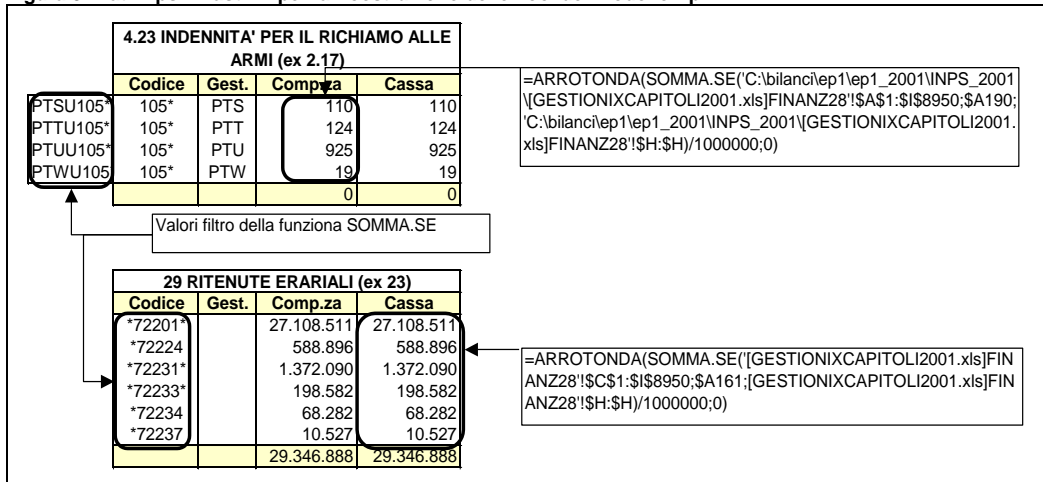 4.23 INDENNITA' PER IL RICHIAMO ALLE
ARMI (ex 2.17)
Codice Gest. Comp.za Cassa
PTSU105* 105* PTS 110 110
PTTU105* 105* PTT 124 124
PTUU105* 105* PTU 925 925
PTWU105 105* PTW 19 19
0 0
=ARROTONDA(SOMMA.SE('C:\bilanci\ep1\ep1_2001\INPS_2001
\[GESTIONIXCAPITOLI2001.xls]FINANZ28'!$A$1:$I$8950;$A190;
'C:\bilanci\ep1\ep1_2001\INPS_2001\[GESTIONIXCAPITOLI2001.
xls]FINANZ28'!$H:$H)/1000000;0)
Valori filtro della funziona SOMMA.SE
29 RITENUTE ERARIALI (ex 23)
Codice Gest. Comp.za Cassa
*72201* 27.108.511 27.108.511
*72224 588.896 588.896
*72231* 1.372.090 1.372.090
*72233* 198.582 198.582
*72234 68.282 68.282
*72237 10.527 10.527
29.346.888 29.346.888
=ARROTONDA(SOMMA.SE('[GESTIONIXCAPITOLI2001.xls]FIN
ANZ28'!$C$1:$I$8950;$A161;[GESTIONIXCAPITOLI2001.xls]FIN
ANZ28'!$H:$H)/1000000;0)